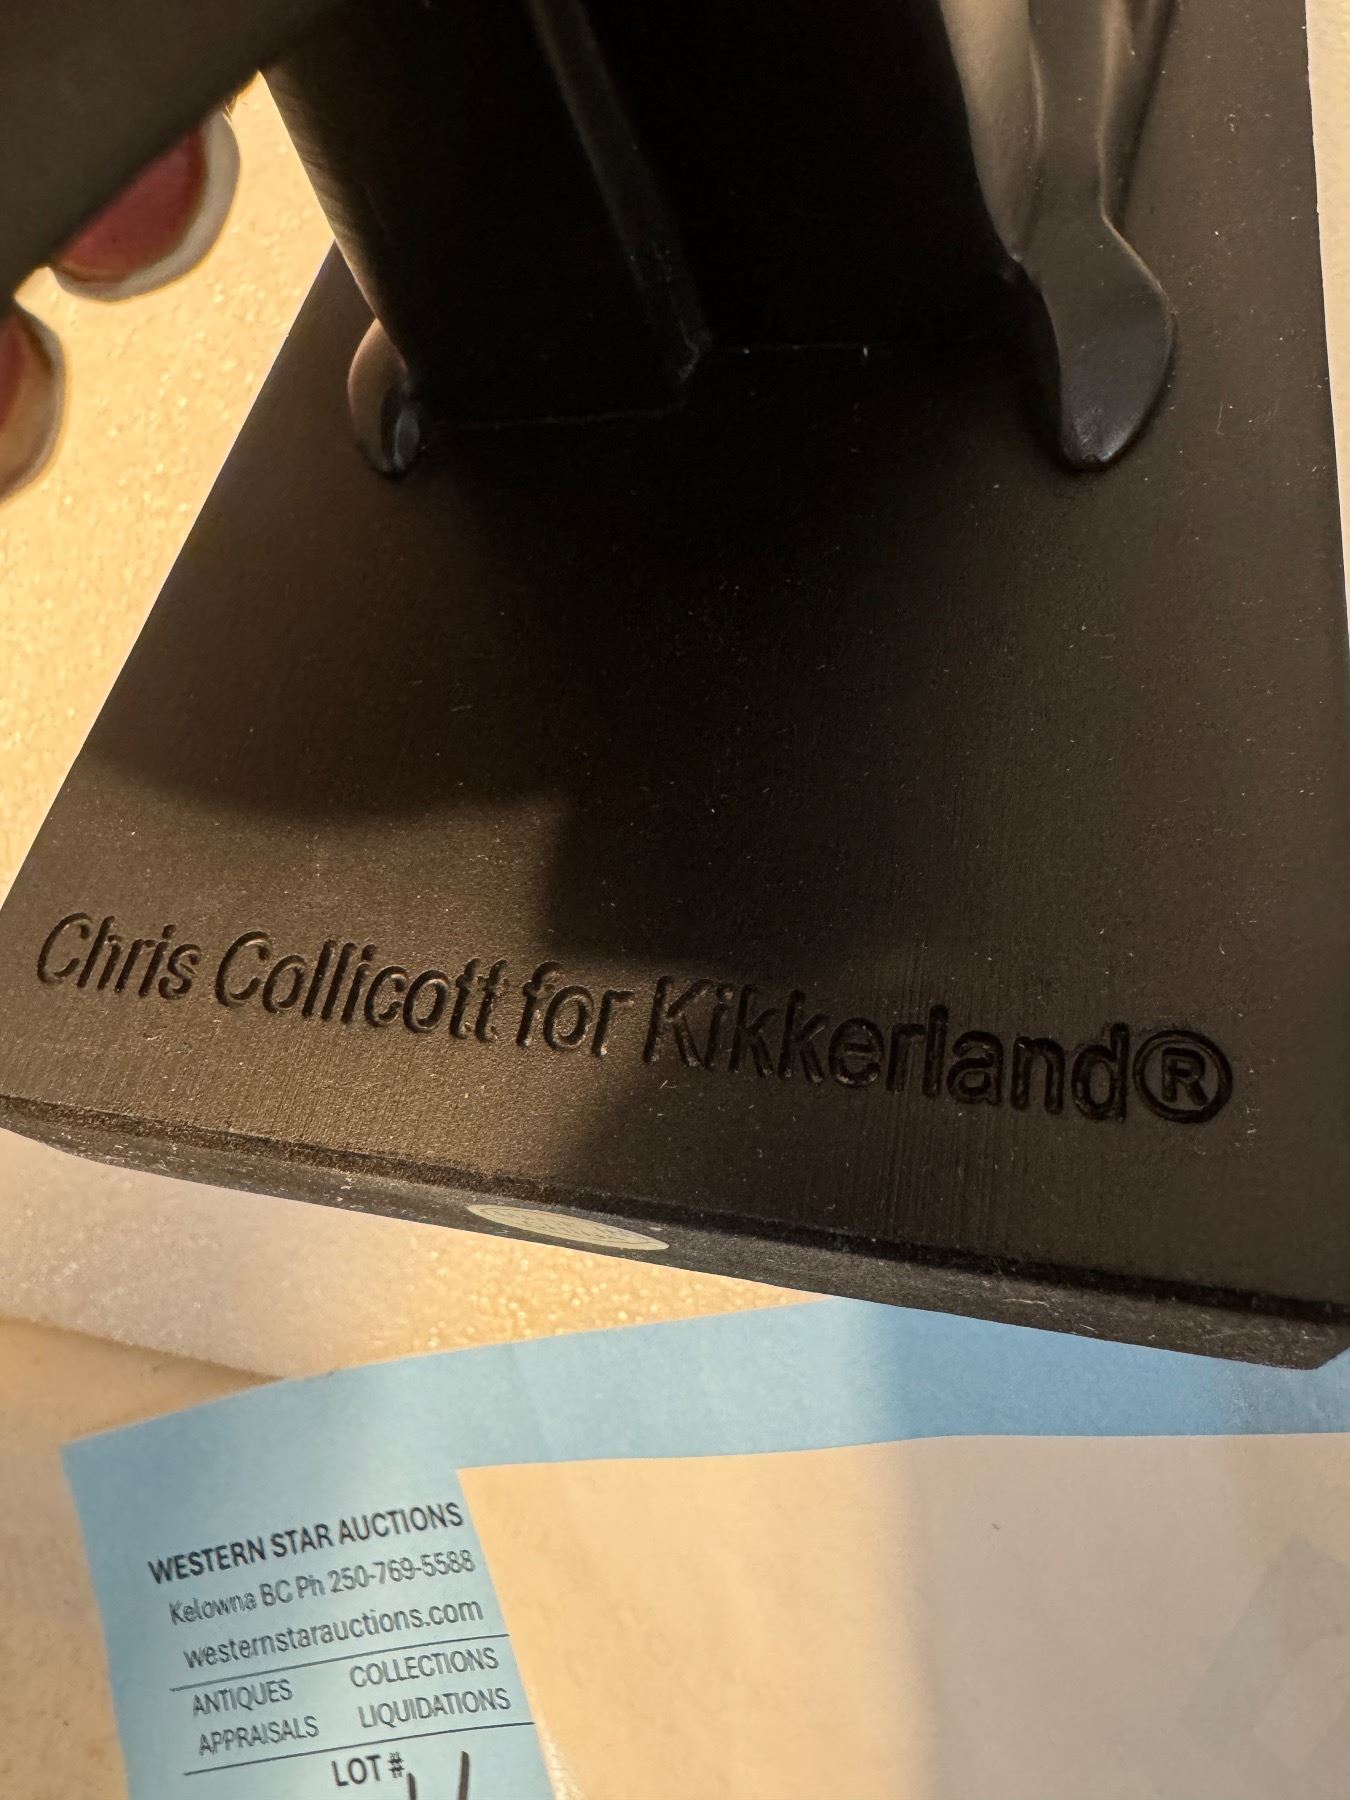 Chris Collicott for Kikkerland®
WESTERN STAR AUCTIONS
Kelowna BC Ph 250-769-5588
westernstarauctions.com
ANTIQUES COLLECTIONS
APPRAISALS LIQUIDATIONS
LOT #